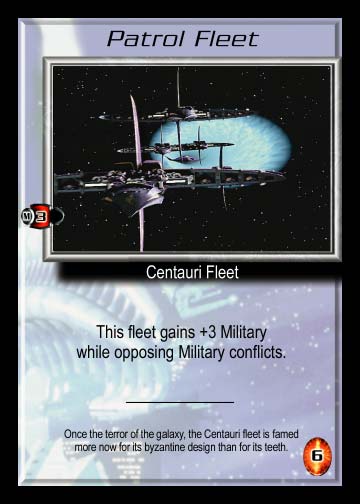 Patrol Fleet
M 3
Centauri Fleet
This fleet gains +3 Military
while opposing Military conflicts.
Once the terror of the galaxy, the Centauri fleet is famed
more now for its byzantine design than for its teeth.
6